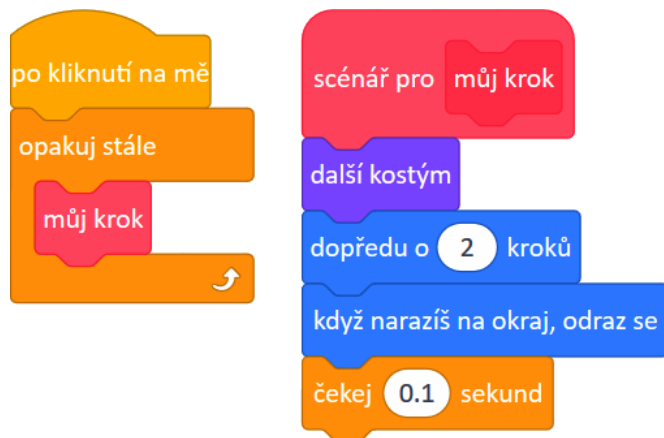 po kliknutí na mě
opakuj stále
můj krok
scénář pro můj krok
další kostým
dopředu o 2 kroků
když narazíš na okraj, odraz se
čekej 0.1 sekund